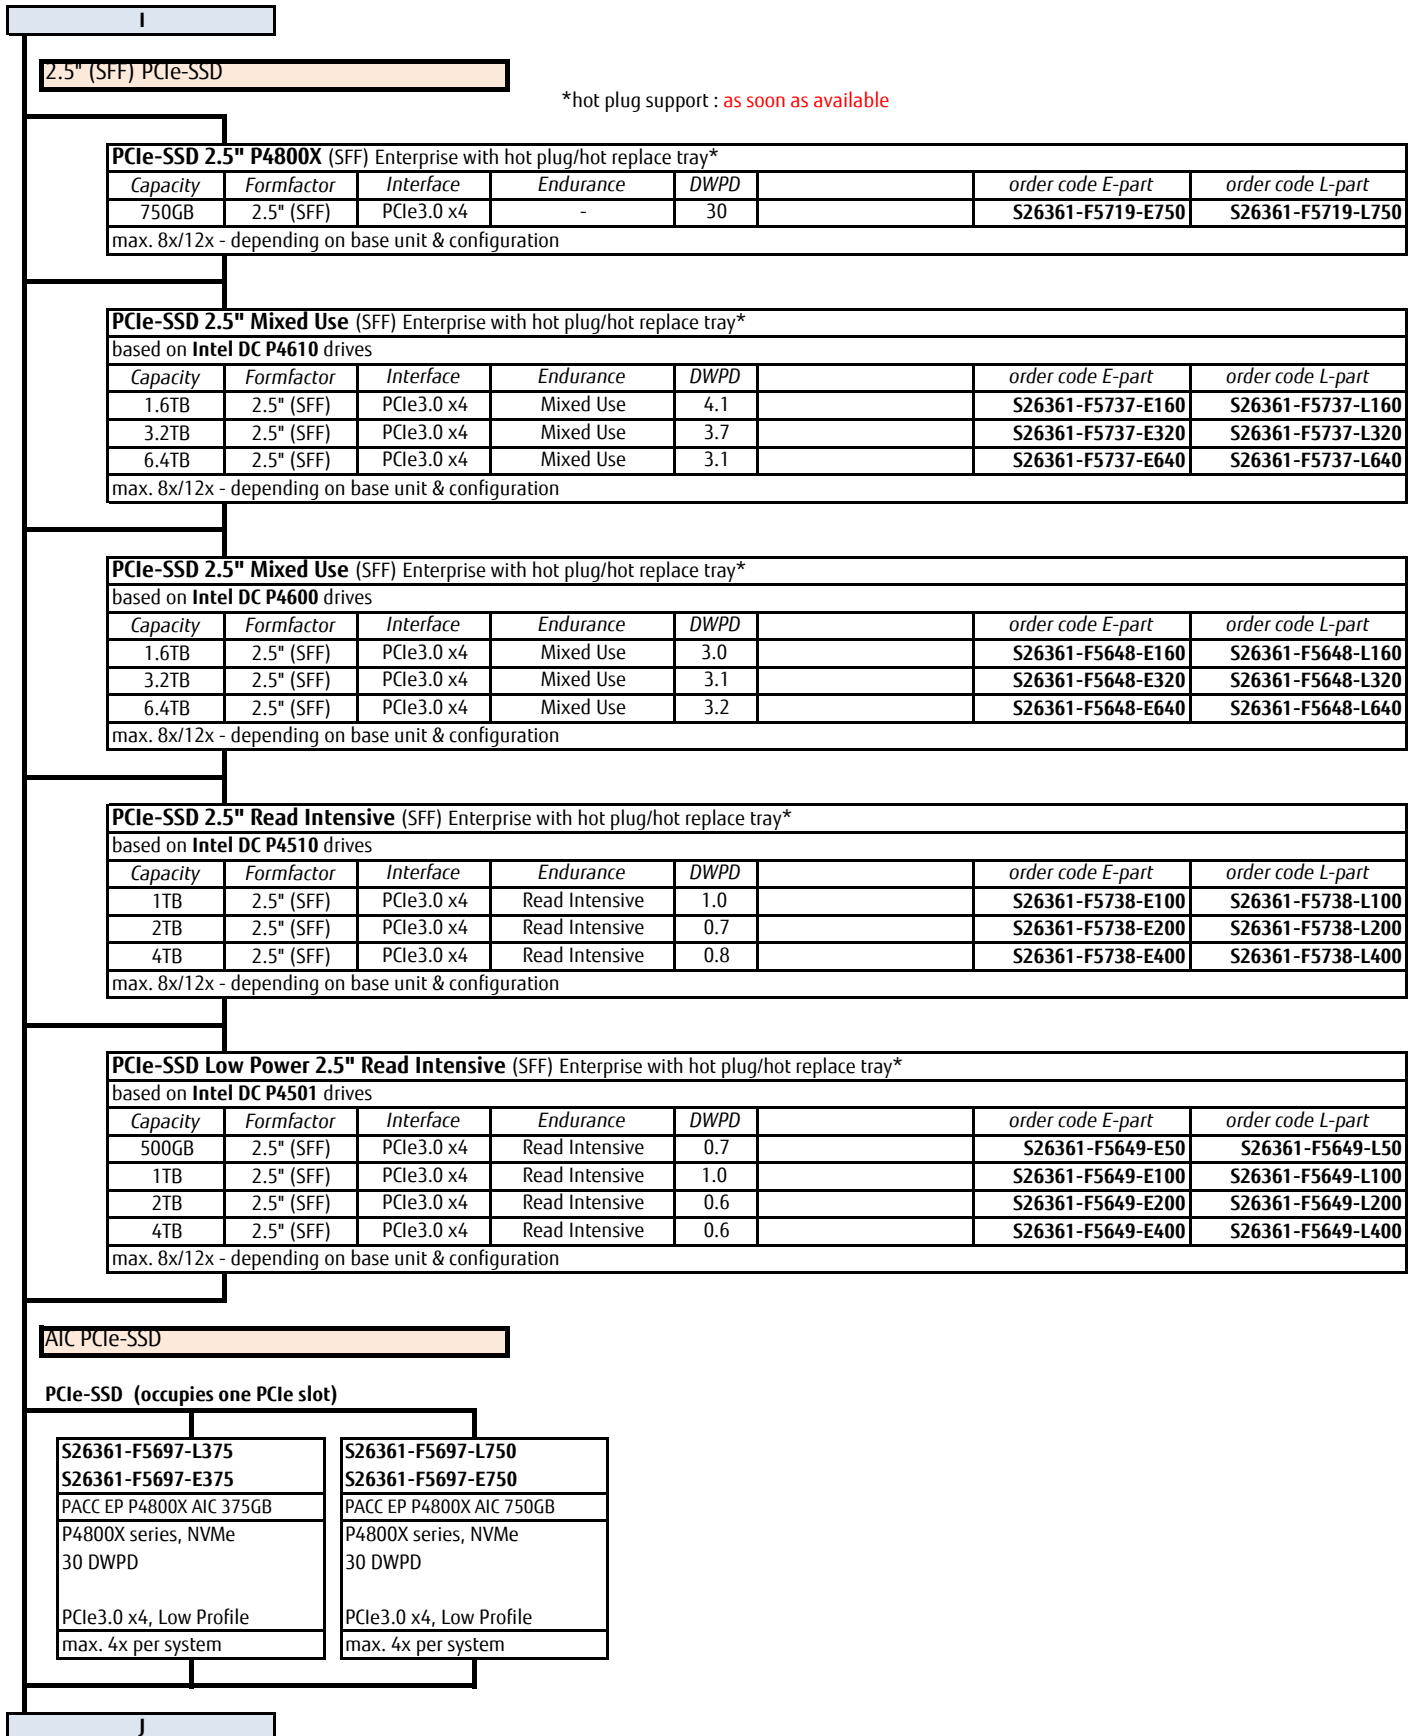 I
2.5" (SFF) PCIe-SSD
*hot plug support : as soon as available
PCIe-SSD 2.5" P4800X (SFF) Enterprise with hot plug/hot replace tray*
Capacity Formfactor Interface Endurance DWPD order code E-part order code L-part
750GB 2.5" (SFF) PCIe3.0 x4 - 30 S26361-F5719-E750 S26361-F5719-L750
max. 8x/12x - depending on base unit & configuration
PCIe-SSD 2.5" Mixed Use (SFF) Enterprise with hot plug/hot replace tray*
based on Intel DC P4610 drives
Capacity Formfactor Interface Endurance DWPD order code E-part order code L-part
1.6TB 2.5" (SFF) PCIe3.0 x4 Mixed Use 4.1 S26361-F5737-E160 S26361-F5737-L160
3.2TB 2.5" (SFF) PCIe3.0 x4 Mixed Use 3.7 S26361-F5737-E320 S26361-F5737-L320
6.4TB 2.5" (SFF) PCIe3.0 x4 Mixed Use 3.1 S26361-F5737-E640 S26361-F5737-L640
max. 8x/12x - depending on base unit & configuration
PCIe-SSD 2.5" Mixed Use (SFF) Enterprise with hot plug/hot replace tray*
based on Intel DC P4600 drives
Capacity Formfactor Interface Endurance DWPD order code E-part order code L-part
1.6TB 2.5" (SFF) PCIe3.0 x4 Mixed Use 3.0 S26361-F5648-E160 S26361-F5648-L160
3.2TB 2.5" (SFF) PCIe3.0 x4 Mixed Use 3.1 S26361-F5648-E320 S26361-F5648-L320
6.4TB 2.5" (SFF) PCIe3.0 x4 Mixed Use 3.2 S26361-F5648-E640 S26361-F5648-L640
max. 8x/12x - depending on base unit & configuration
PCIe-SSD 2.5" Read Intensive (SFF) Enterprise with hot plug/hot replace tray*
based on Intel DC P4510 drives
Capacity Formfactor Interface Endurance DWPD order code E-part order code L-part
1TB 2.5" (SFF) PCIe3.0 x4 Read Intensive 1.0 S26361-F5738-E100 S26361-F5738-L100
2TB 2.5" (SFF) PCIe3.0 x4 Read Intensive 0.7 S26361-F5738-E200 S26361-F5738-L200
4TB 2.5" (SFF) PCIe3.0 x4 Read Intensive 0.8 S26361-F5738-E400 S26361-F5738-L400
max. 8x/12x - depending on base unit & configuration
PCIe-SSD Low Power 2.5" Read Intensive (SFF) Enterprise with hot plug/hot replace tray*
based on Intel DC P4501 drives
Capacity Formfactor Interface Endurance DWPD order code E-part order code L-part
500GB 2.5" (SFF) PCIe3.0 x4 Read Intensive 0.7 S26361-F5649-E50 S26361-F5649-L50
1TB 2.5" (SFF) PCIe3.0 x4 Read Intensive 1.0 S26361-F5649-E100 S26361-F5649-L100
2TB 2.5" (SFF) PCIe3.0 x4 Read Intensive 0.6 S26361-F5649-E200 S26361-F5649-L200
4TB 2.5" (SFF) PCIe3.0 x4 Read Intensive 0.6 S26361-F5649-E400 S26361-F5649-L400
max. 8x/12x - depending on base unit & configuration
AIC PCIe-SSD
PCIe-SSD (occupies one PCIe slot)
S26361-F5697-L375
S26361-F5697-E375
PACC EP P4800X AIC 375GB
P4800X series, NVMe
30 DWPD
PCIe3.0 x4, Low Profile
max. 4x per system
S26361-F5697-L750
S26361-F5697-E750
PACC EP P4800X AIC 750GB
P4800X series, NVMe
30 DWPD
PCIe3.0 x4, Low Profile
max. 4x per system
J